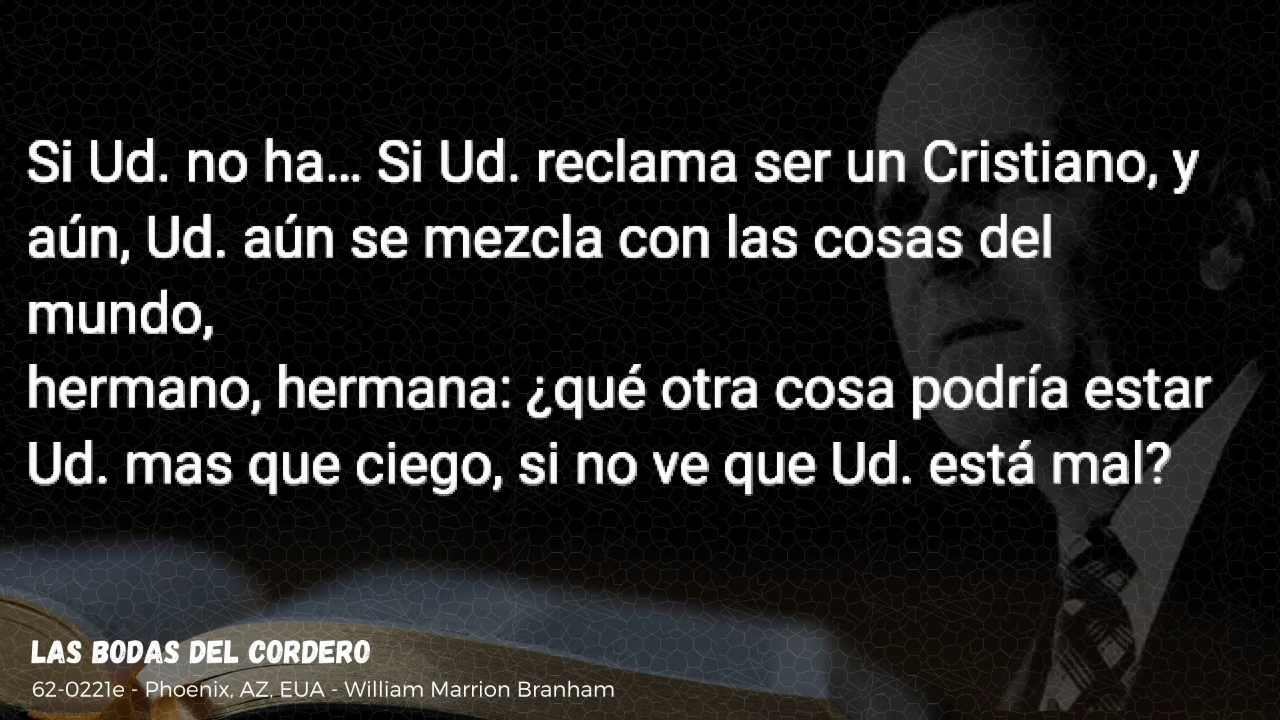 Si Ud. no ha... Si Ud. reclama ser un Cristiano, y
aún, Ud. aún se mezcla con las cosas del
mundo,
hermano, hermana: ¿qué otra cosa podría estar
Ud. mas que ciego, si no ve que Ud. está mal?
LAS BODAS DEL CORDERO
62-0221e - Phoenix, AZ, EUA - William Marrion Branham